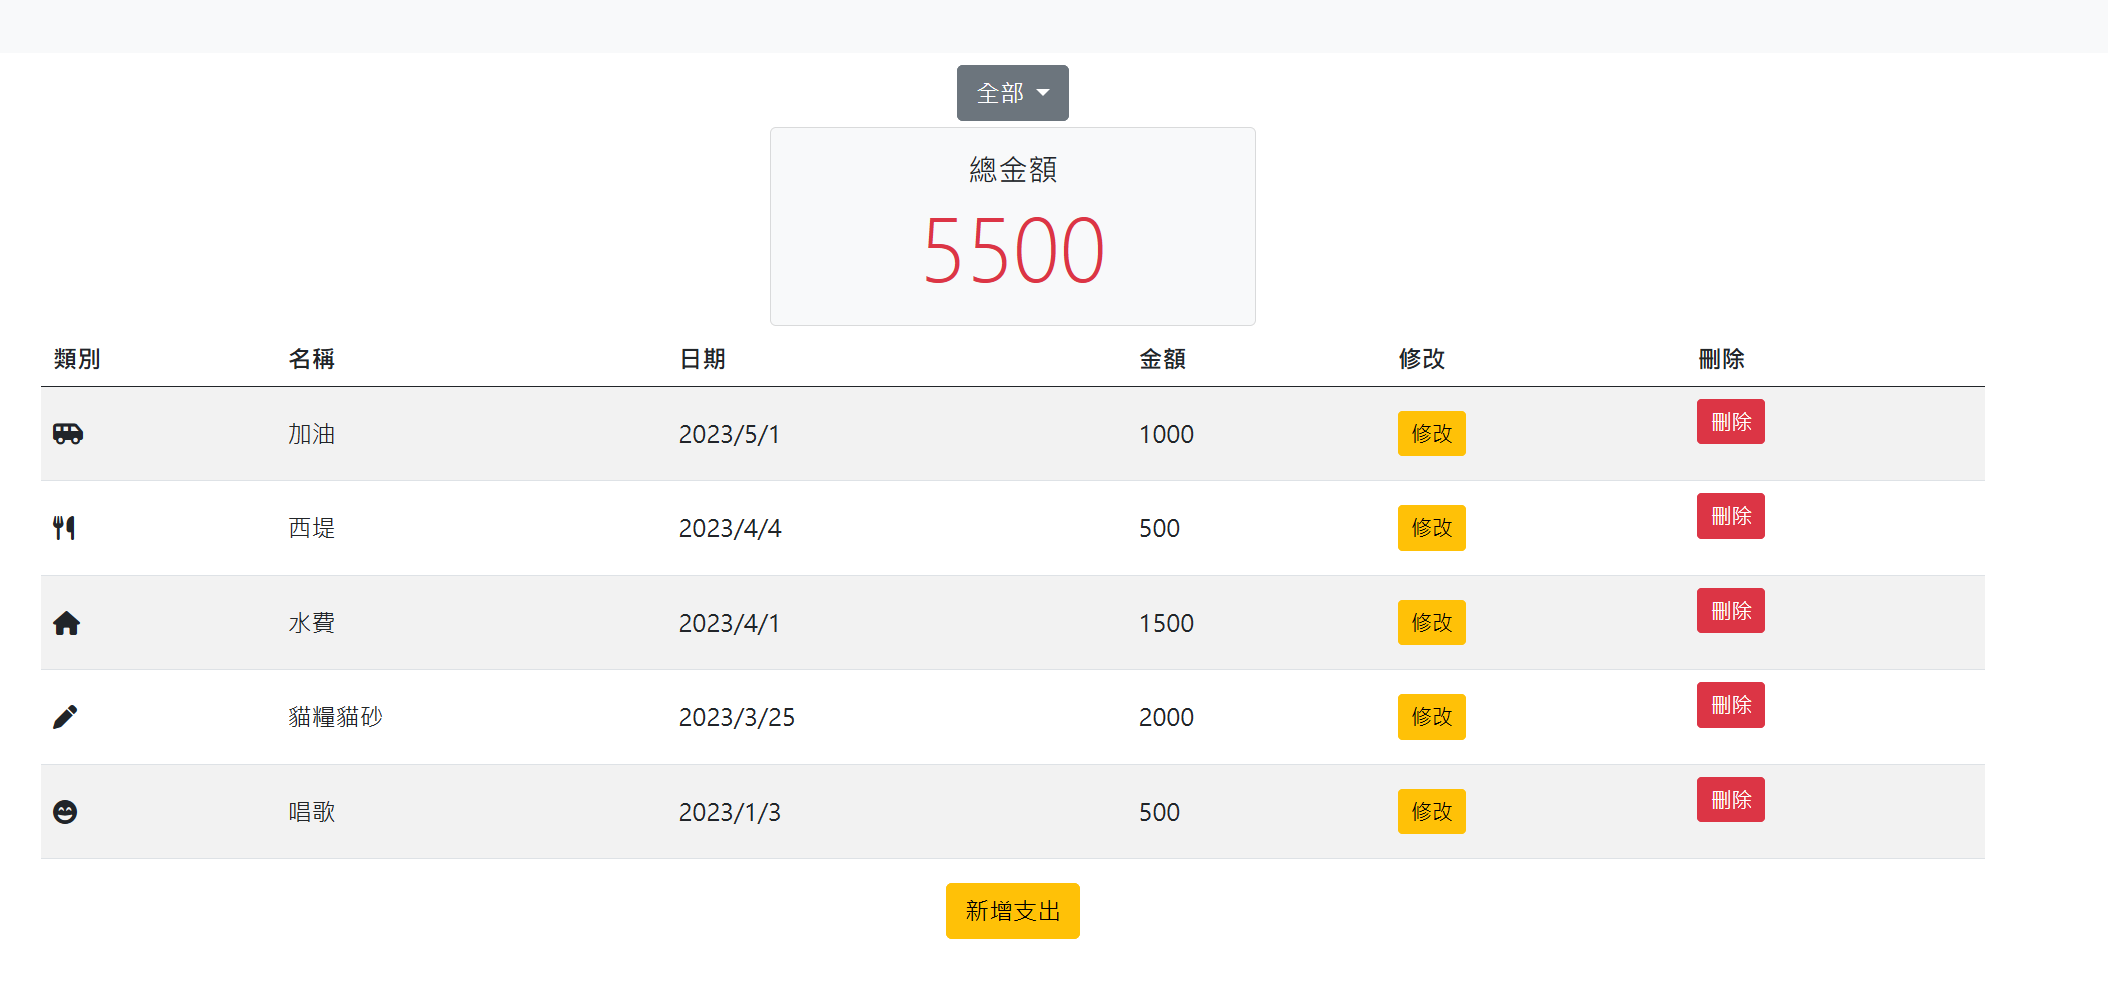 全部
總金額
5500
類別 名稱 日期 金額 修改 刪除
加油 2023/5/1 1000 修改 刪除
西堤 2023/4/4 500 修改 刪除
水費 2023/4/1 1500 修改 刪除
貓糧貓砂 2023/3/25 2000 修改 刪除
唱歌 2023/1/3 500 修改 刪除
新增支出